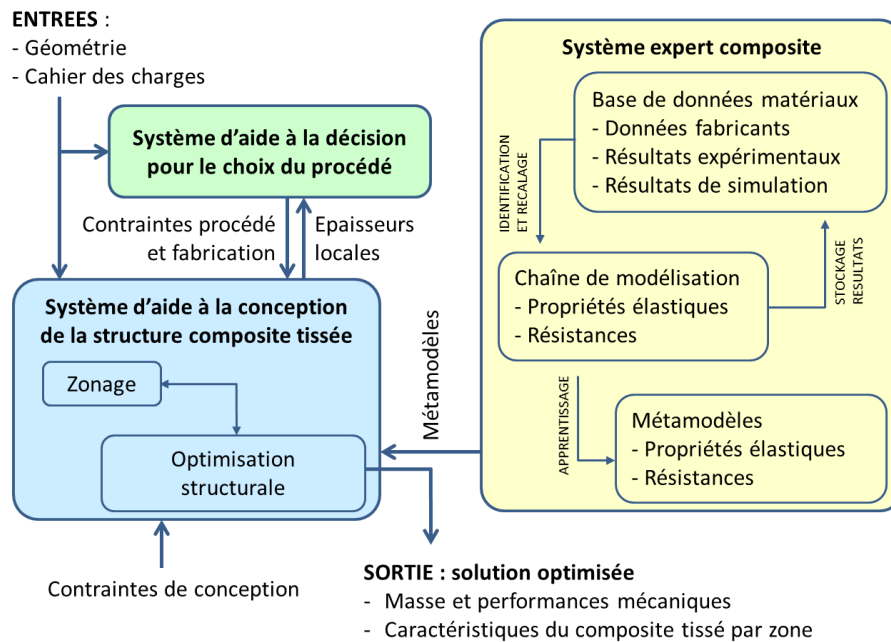 ENTREES :
- Géométrie
- Cahier des charges
Système d'aide à la décision
pour le choix du procédé
Contraintes procédé
et fabrication
Epaisseurs
locales
Système d'aide à la conception
de la structure composite tissée
Zonage
Optimisation
structurale
Contraintes de conception
Métamodèles
Système expert composite
Base de données matériaux
- Données fabricants
- Résultats expérimentaux
- Résultats de simulation
IDENTIFICATION
ET RECALAGE
Chaîne de modélisation
- Propriétés élastiques
- Résistances
STOCKAGE
RESULTATS
APPRENTISSAGE
Métamodèles
- Propriétés élastiques
- Résistances
SORTIE : solution optimisée
- Masse et performances mécaniques
- Caractéristiques du composite tissé par zone